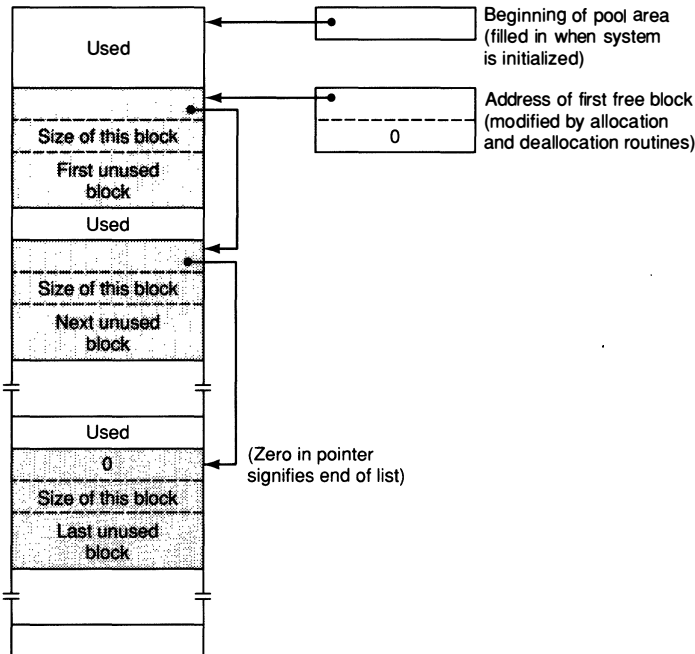 Used
Beginning of pool area
(filled in when system
is initialized)
Address of first free block
(modified by allocation
and deallocation routines)
0
Size of this block
First unused
block
Used
Size of this block
Next unused
block
Used
0
(Zero in pointer
signifies end of list)
Size of this block
Last unused
block